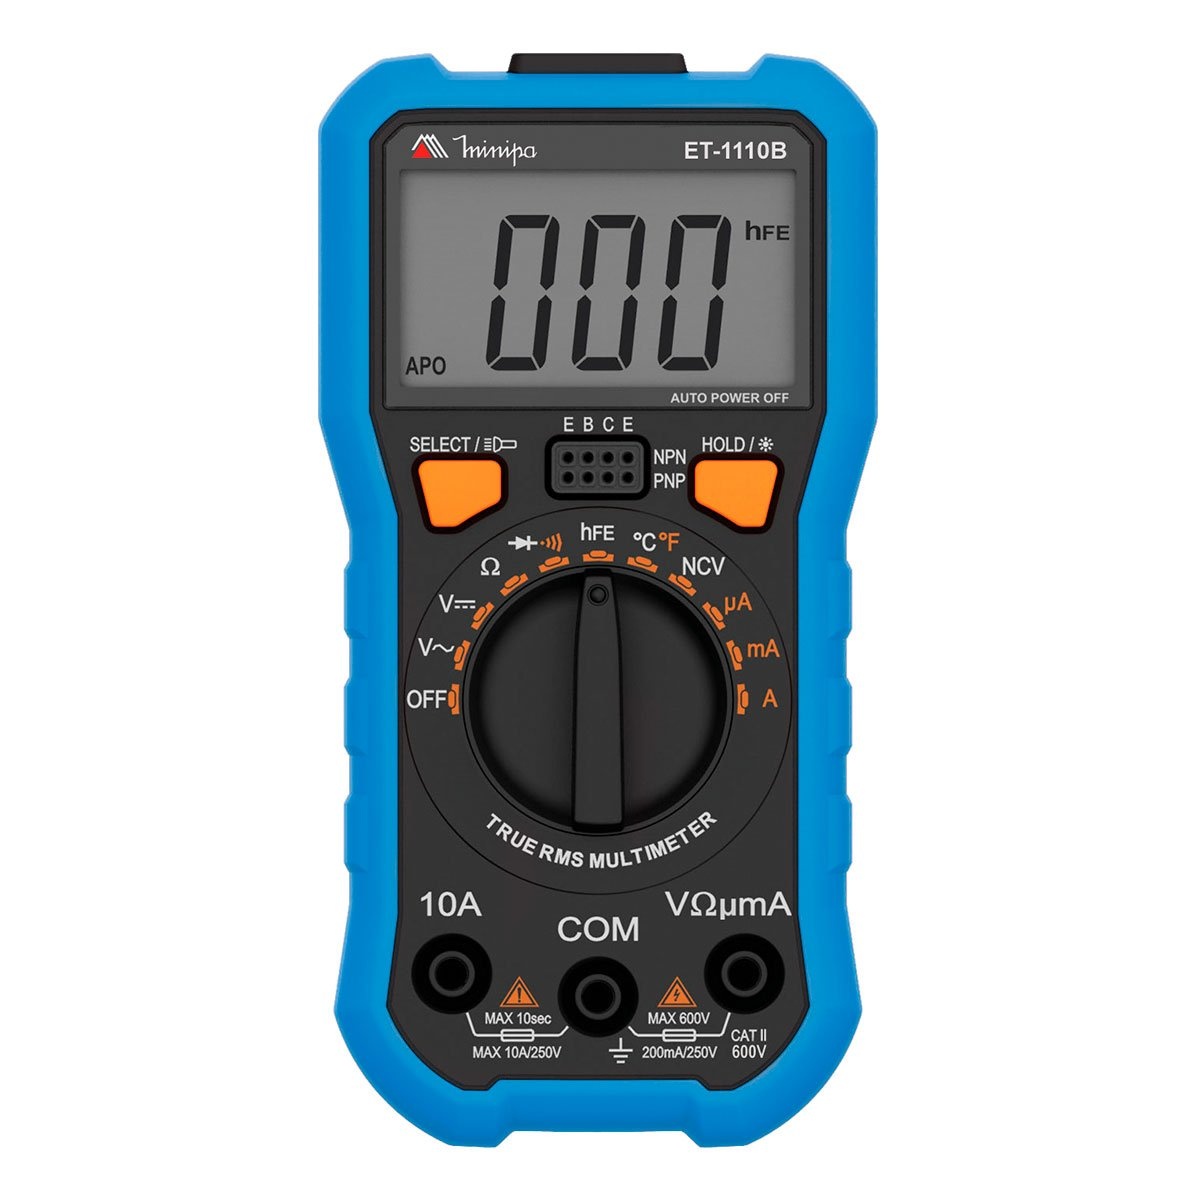 Minipa ET-1110B
000 hFE
APO
AUTO POWER OFF
E B C E
SELECT / HOLD /
NPN
PNP
hFE
°C°F
Ω NCV
V μA
V~ mA
OFF A
TRUE RMS MULTIMETER
10A COM VΩµmA
MAX 10sec MAX 600V
MAX 10A/250V 200mA/250V
CAT II
600V